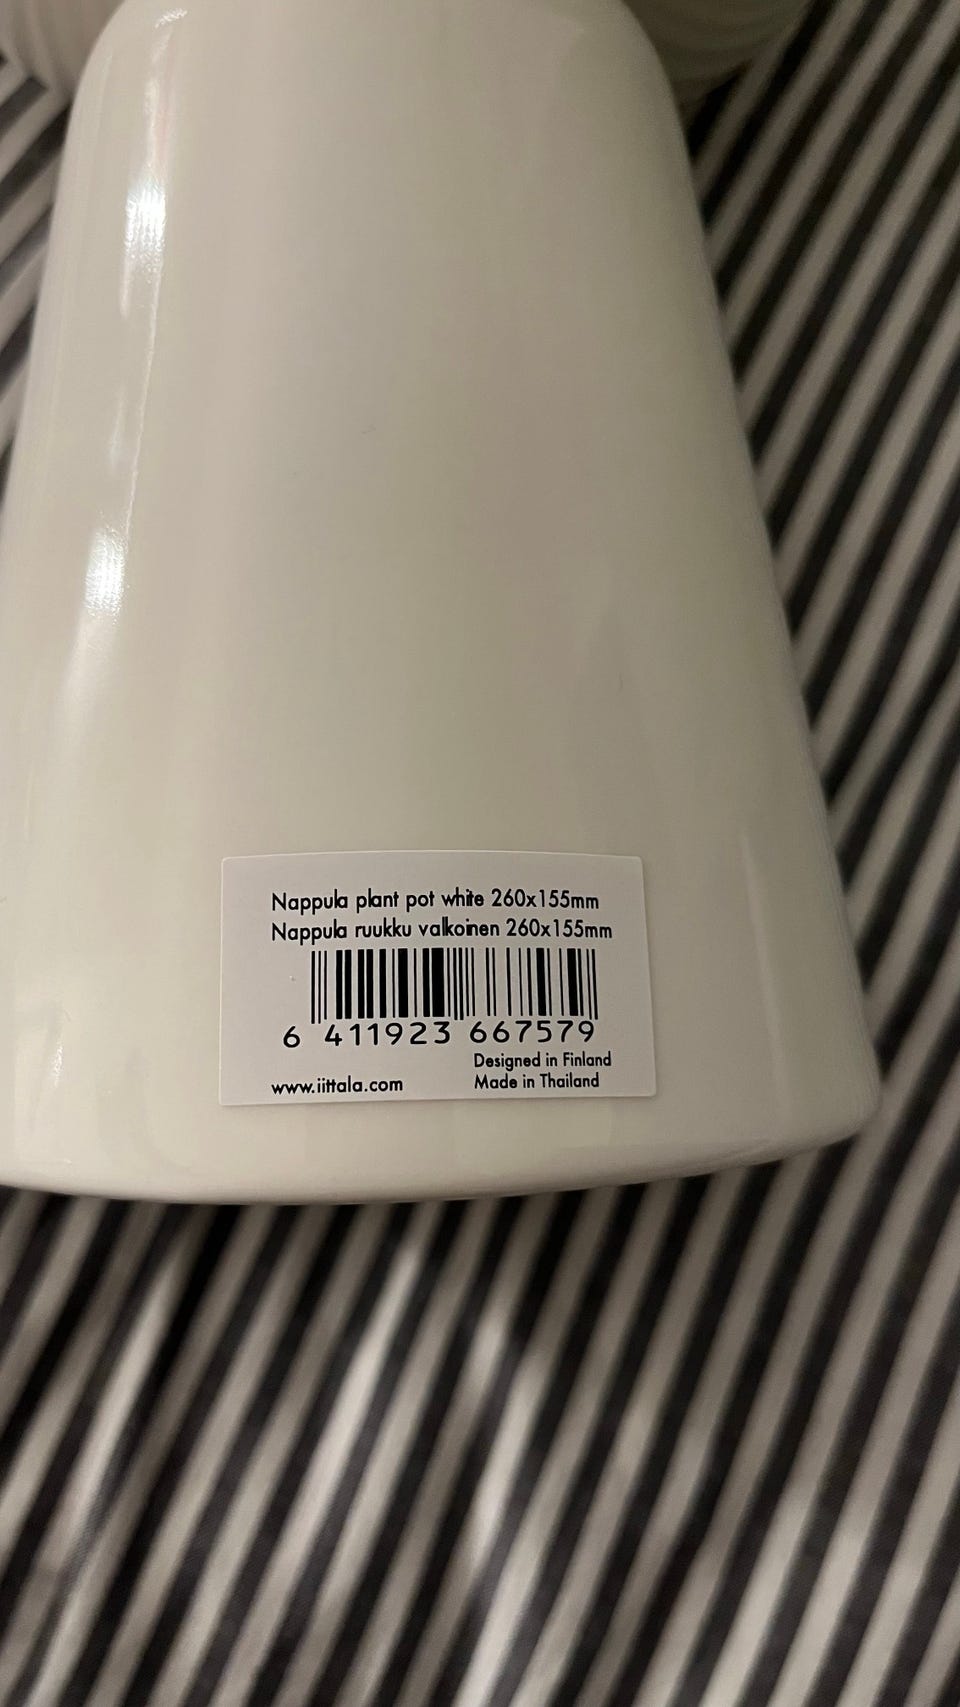 Nappula plant pot white 260x155mm
Nappula ruukku valkoinen 260x155mm
6 411923 667579
Designed in Finland
www.iittala.com Made in Thailand